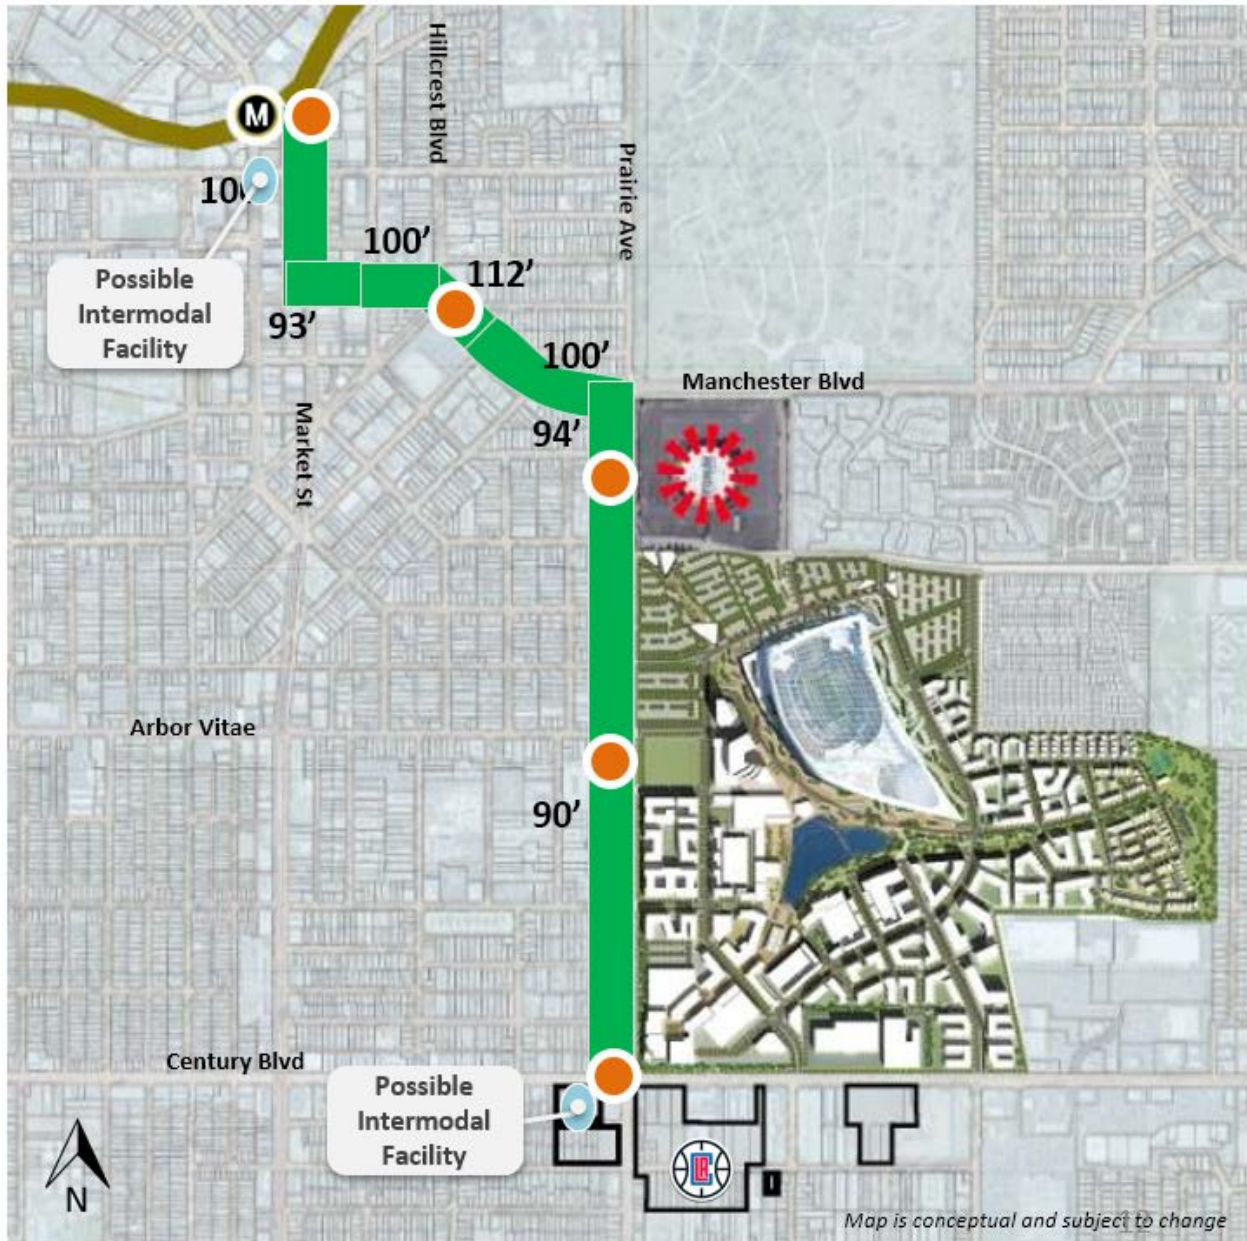 Hillcrest Blvd
M
Prairie Ave
100'
112'
Possible
Intermodal
Facility
93'
100'
Manchester Blvd
94'
Market St
Arbor Vitae
90'
Century Blvd
Possible
Intermodal
Facility
N
Map is conceptual and subject to change